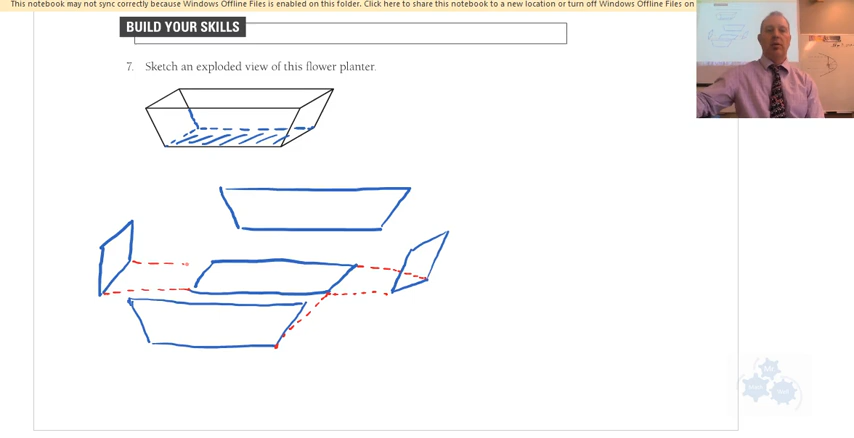 This notebook may not sync correctly because Windows Offline Files is enabled on this folder. Click here to share this notebook to a new location or turn off Windows Offline Files on
BUILD YOUR SKILLS
7. Sketch an exploded view of this flower planter.